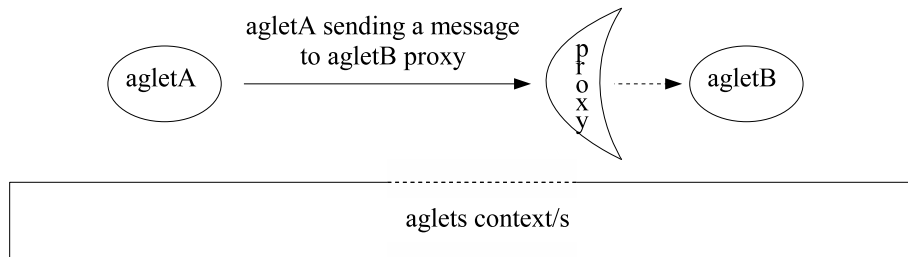 agletA sending a message
to agletB proxy
agletA
proxy
agletB
aglets context/s